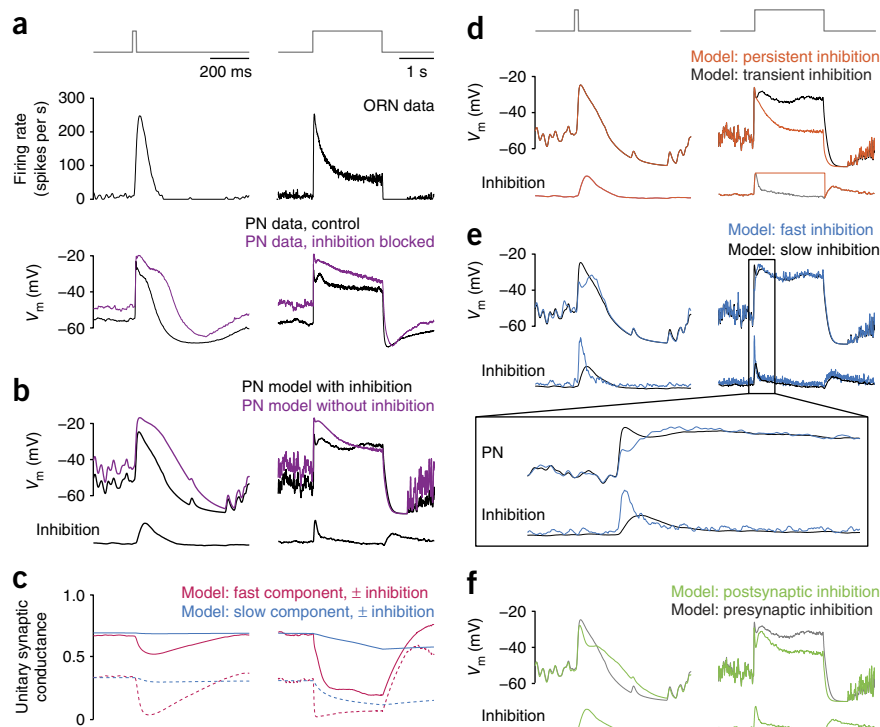 a
200 ms
1 s
300
200
100
0
Firing rate
(spikes per s)
ORN data
PN data, control
PN data, inhibition blocked
−20
−40
−60
Vm (mV)
b
PN model with inhibition
PN model without inhibition
−20
−40
−60
Vm (mV)
Inhibition
c
Model: fast component, ± inhibition
Model: slow component, ± inhibition
1.0
0.5
0
Unitary synaptic
conductance
d
Model: persistent inhibition
Model: transient inhibition
−20
−60
Vm (mV)
Inhibition
e
Model: fast inhibition
Model: slow inhibition
−20
−40
−60
Vm (mV)
Inhibition
PN
Inhibition
f
Model: postsynaptic inhibition
Model: presynaptic inhibition
−20
−40
−60
Vm (mV)
Inhibition